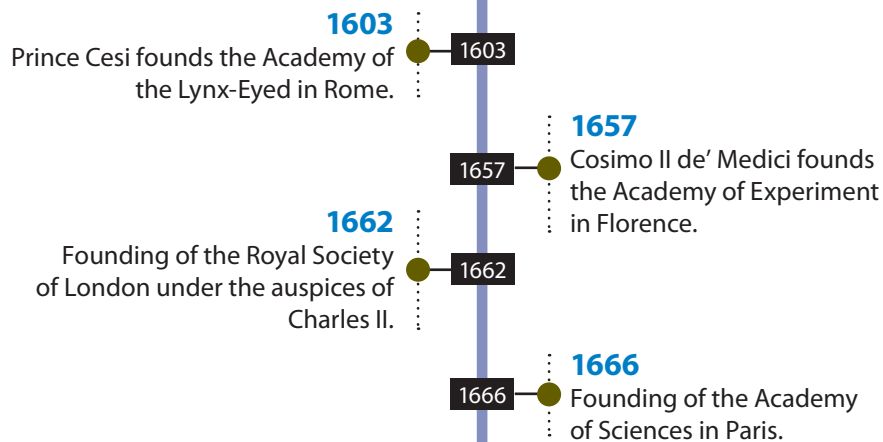 1603
Prince Cesi founds the Academy of
the Lynx-Eyed in Rome.
1603
1657
Cosimo II de’ Medici founds
the Academy of Experiment
in Florence.
1657
1662
Founding of the Royal Society
of London under the auspices of
Charles II.
1662
1666
Founding of the Academy
of Sciences in Paris.
1666